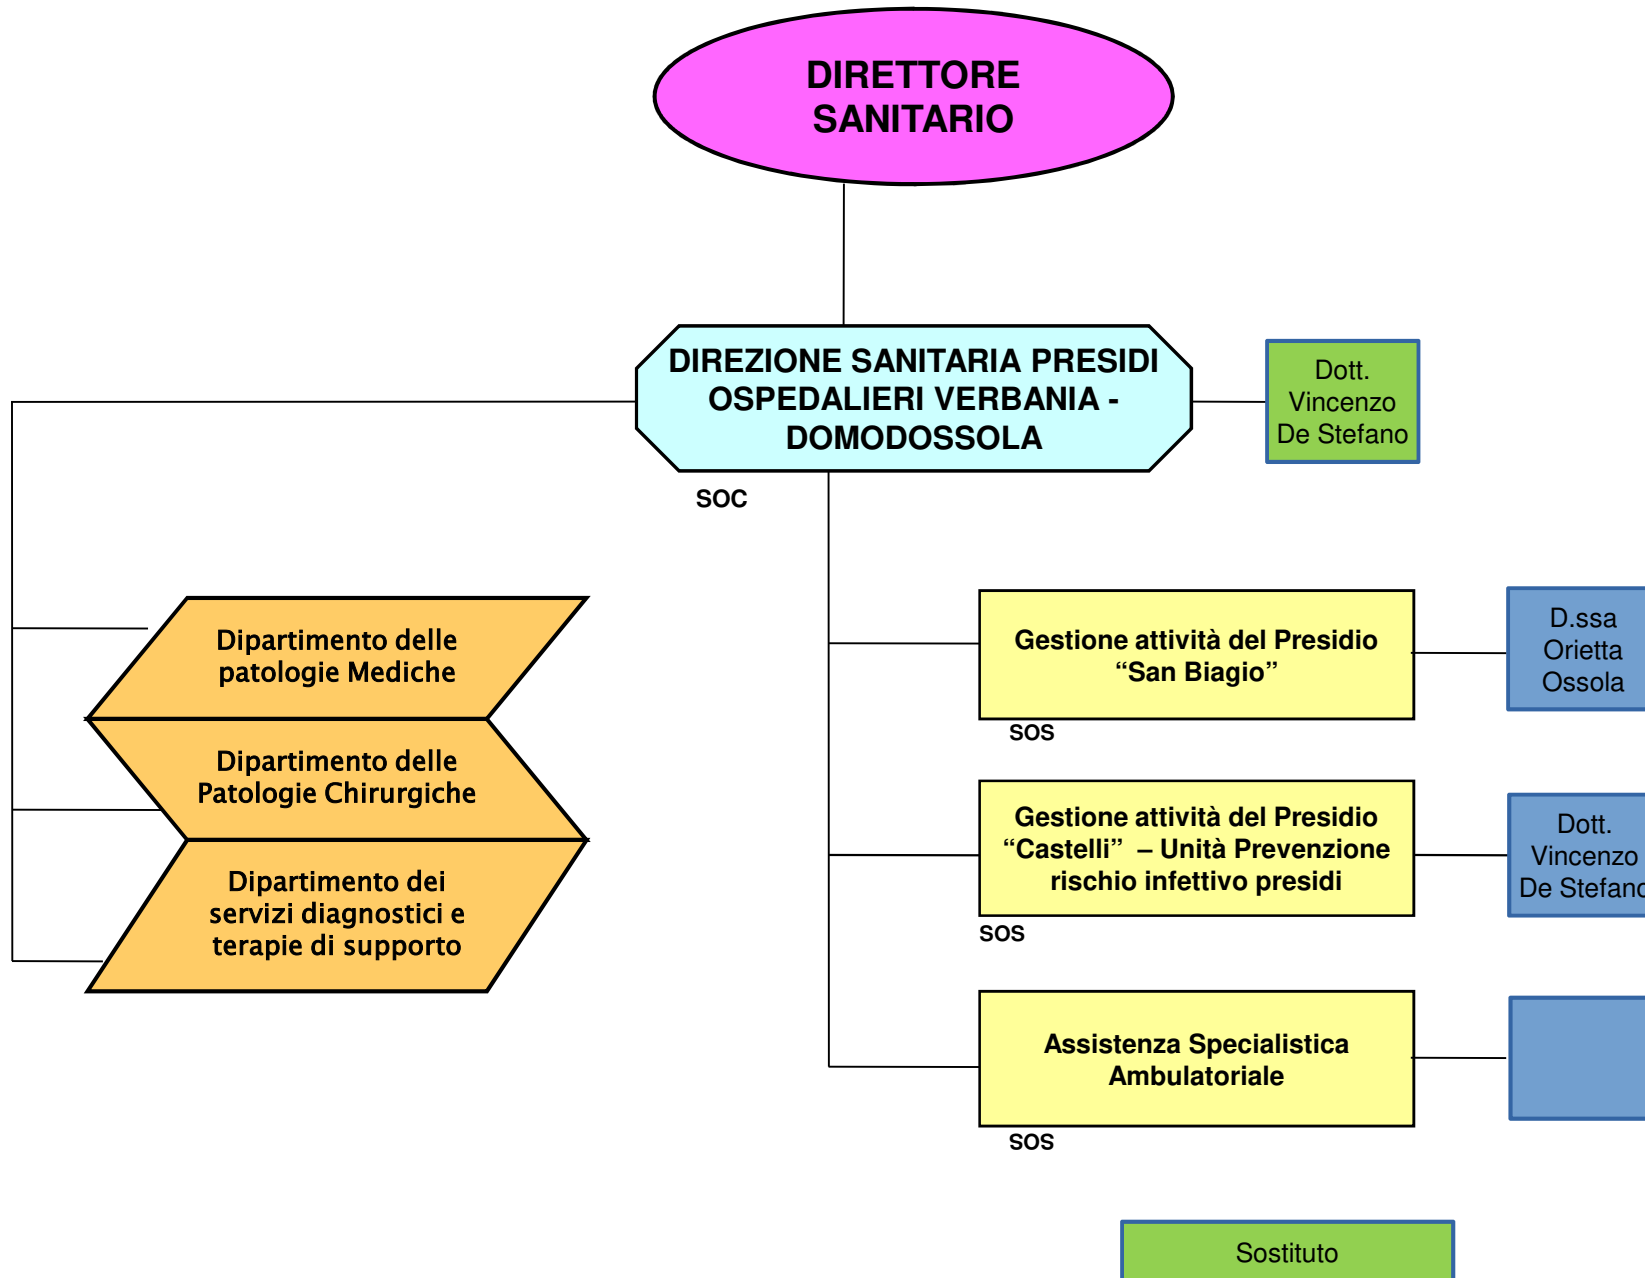 DIRETTORE
SANITARIO
DIREZIONE SANITARIA PRESIDI
OSPEDALIERI VERBANIA -
DOMODOSSOLA
Dott.
Vincenzo
De Stefano
SOC
Dipartimento delle
patologie Mediche
Dipartimento delle
Patologie Chirurgiche
Dipartimento dei
servizi diagnostici e
terapie di supporto
Gestione attività del Presidio
“San Biagio”
SOS
D.ssa
Orietta
Ossola
Gestione attività del Presidio
“Castelli”  – Unità Prevenzione
rischio infettivo presidi
SOS
Dott.
Vincenzo
De Stefano
Assistenza Specialistica
Ambulatoriale
SOS
Sostituto